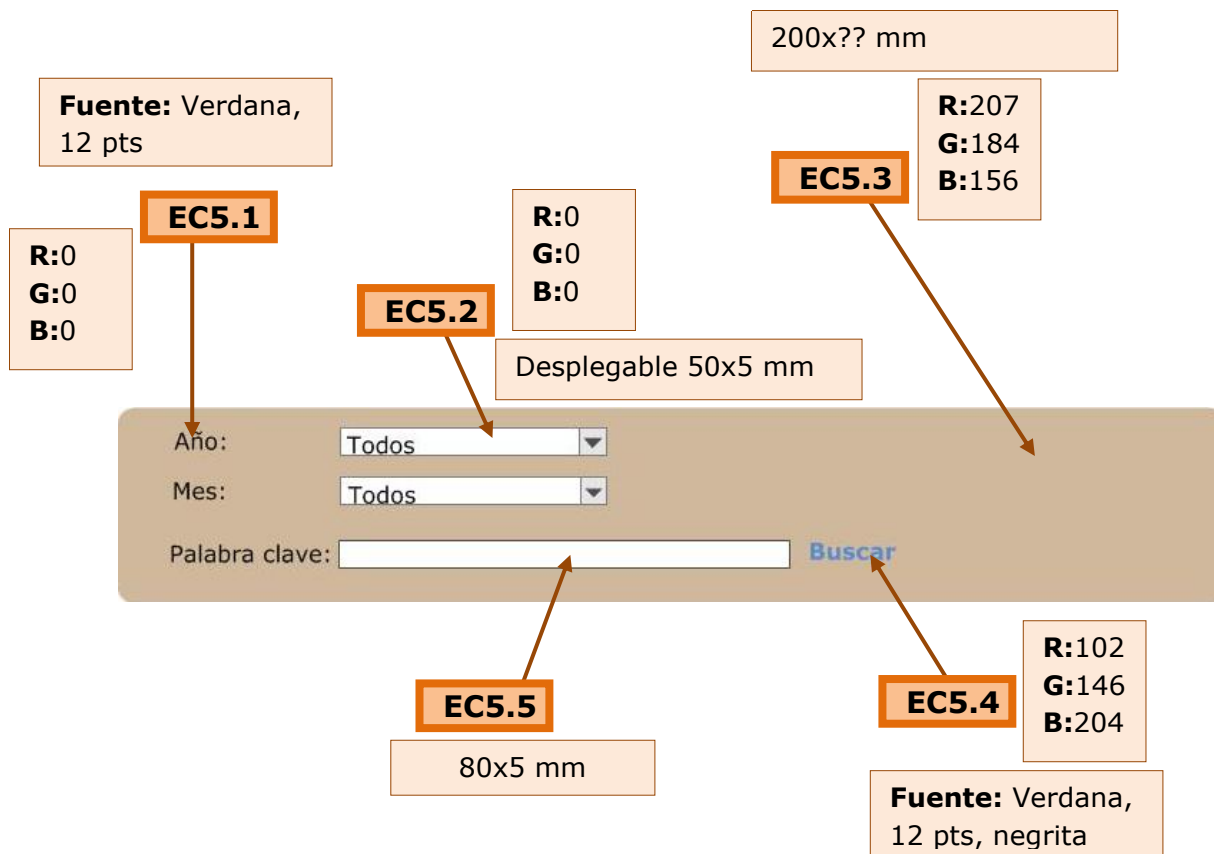 200x?? mm
Fuente: Verdana,
12 pts
R:207
G:184
B:156
EC5.3
EC5.1
R:0
G:0
B:0
R:0
G:0
B:0
EC5.2
Desplegable 50x5 mm
Año:
Todos
Mes:
Todos
Palabra clave:
Buscar
R:102
G:146
B:204
EC5.5
EC5.4
80x5 mm
Fuente: Verdana,
12 pts, negrita